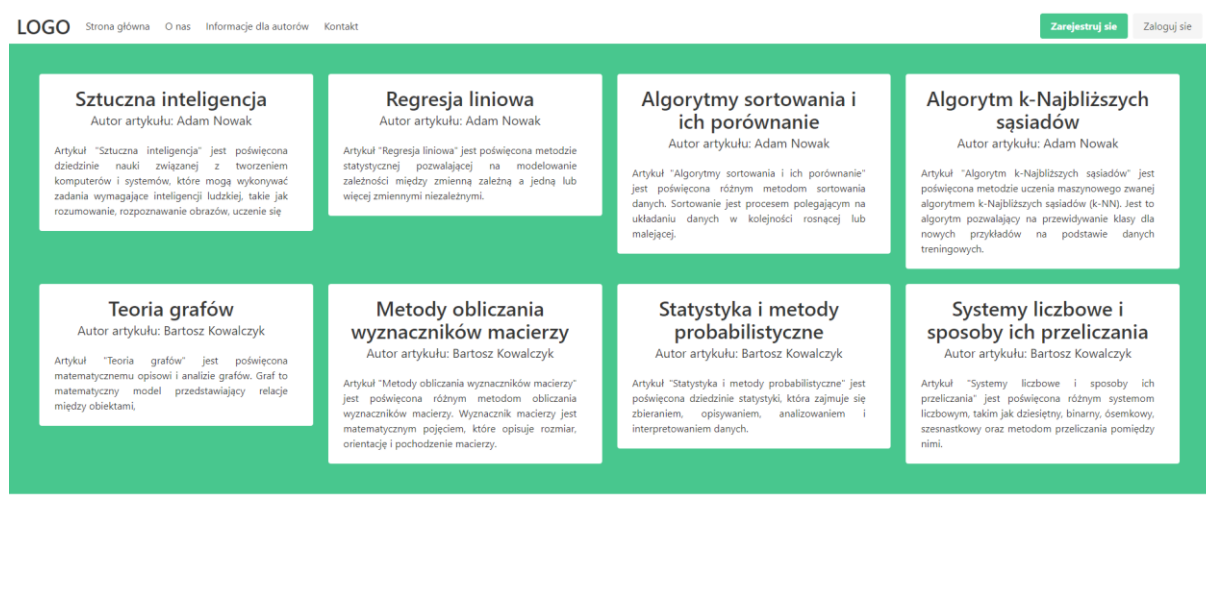 LOGO Strona główna O nas Informacje dla autorów Kontakt Zarejestruj sie Zaloguj sie
Sztuczna inteligencja
Autor artykułu: Adam Nowak
Artykuł "Sztuczna inteligencja" jest poświęcona
dziedzinie nauki związanej z tworzeniem
komputerów i systemów, które mogą wykonywać
zadania wymagające inteligencji ludzkiej, takie jak
rozumowanie, rozpoznawanie obrazów, uczenie się
Regresja liniowa
Autor artykułu: Adam Nowak
Artykuł "Regresja liniowa" jest poświęcona metodzie
statystycznej pozwalającej na modelowanie
zależności między zmienną zależną a jedną lub
więcej zmiennymi niezależnymi.
Algorytmy sortowania i
ich porównanie
Autor artykułu: Adam Nowak
Artykuł "Algorytmy sortowania i ich porównanie"
jest poświęcona różnym metodom sortowania
danych. Sortowanie jest procesem polegającym na
układaniu danych w kolejności rosnącej lub
malejącej.
Algorytm k-Najbliższych
sąsiadów
Autor artykułu: Adam Nowak
Artykuł "Algorytm k-Najbliższych sąsiadów" jest
poświęcona metodzie uczenia maszynowego zwanej
algorytmem k-Najbliższych sąsiadów (k-NN). Jest to
algorytm pozwalający na przewidywanie klasy dla
nowych przykładów na podstawie danych
treningowych.
Teoria grafów
Autor artykułu: Bartosz Kowalczyk
Artykuł "Teoria grafów" jest poświęcona
matematycznemu opisowi i analizie grafów. Graf to
matematyczny model przedstawiający relacje
między obiektami,
Metody obliczania
wyznaczników macierzy
Autor artykułu: Bartosz Kowalczyk
Artykuł "Metody obliczania wyznaczników macierzy"
jest poświęcona różnym metodom obliczania
wyznaczników macierzy. Wyznacznik macierzy jest
matematycznym pojęciem, które opisuje rozmiar,
orientację i pochodzenie macierzy.
Statystyka i metody
probabilistyczne
Autor artykułu: Bartosz Kowalczyk
Artykuł "Statystyka i metody probabilistyczne" jest
poświęcona dziedzinie statystyki, która zajmuje się
zbieraniem, opisywaniem, analizowaniem i
interpretowaniem danych.
Systemy liczbowe i
sposoby ich przeliczania
Autor artykułu: Bartosz Kowalczyk
Artykuł "Systemy liczbowe i sposoby ich
przeliczania" jest poświęcona różnym systemom
liczbowym, takim jak dziesiętny, binarny, ósemkowy,
szesnastkowy oraz metodom przeliczania pomiędzy
nimi.